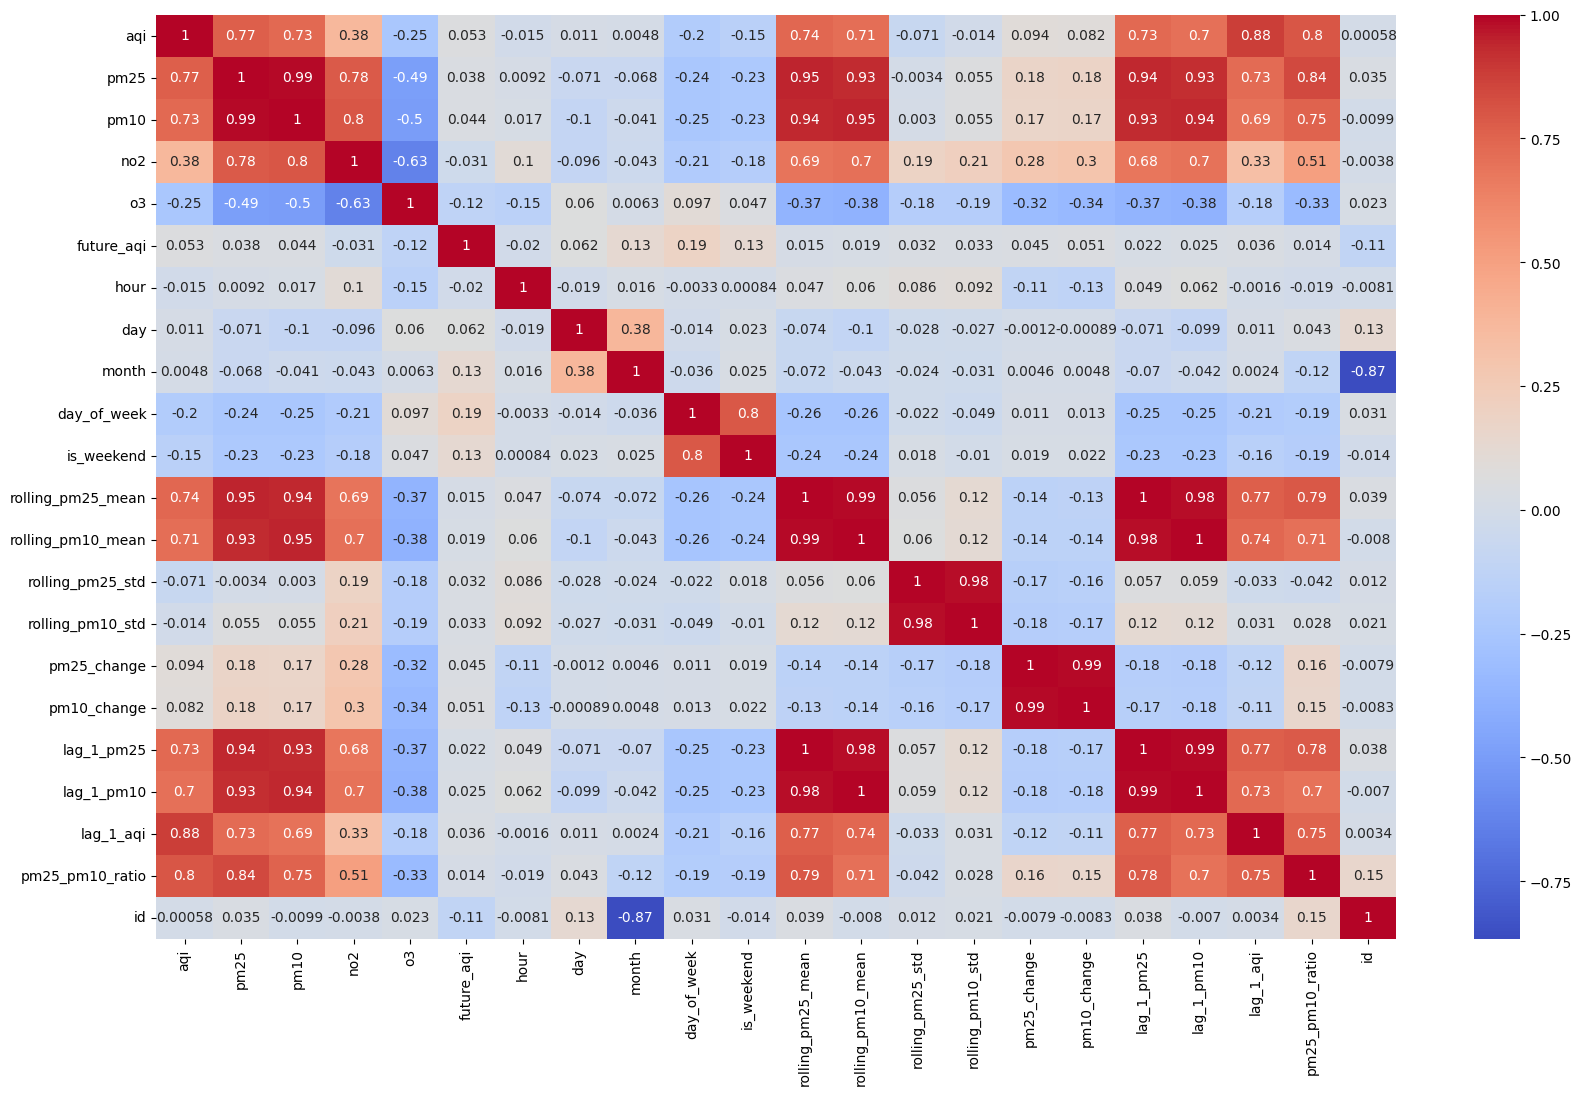 aqi 1 0.77 0.73 0.38 -0.25 0.053 -0.015 0.011 0.0048 -0.2 -0.15 0.74 0.71 -0.071 -0.014 0.094 0.082 0.73 0.7 0.88 0.8 0.00058 1.00
pm25 0.77 1 0.99 0.78 -0.49 0.038 0.0092 -0.071 -0.068 -0.24 -0.23 0.95 0.93 -0.0034 0.055 0.18 0.18 0.94 0.93 0.73 0.84 0.035
pm10 0.73 0.99 1 0.8 -0.5 0.044 0.017 -0.1 -0.041 -0.25 -0.23 0.94 0.95 0.003 0.055 0.17 0.17 0.93 0.94 0.69 0.75 -0.0099 0.75
no2 0.38 0.78 0.8 1 -0.63 -0.031 0.1 -0.096 -0.043 -0.21 -0.18 0.69 0.7 0.19 0.21 0.28 0.3 0.68 0.7 0.33 0.51 -0.0038
o3 -0.25 -0.49 -0.5 -0.63 1 -0.12 -0.15 0.06 0.0063 0.097 0.047 -0.37 -0.38 -0.18 -0.19 -0.32 -0.34 -0.37 -0.38 -0.18 -0.33 0.023
future_aqi 0.053 0.038 0.044 -0.031 -0.12 1 -0.02 0.062 0.13 0.19 0.13 0.015 0.019 0.032 0.033 0.045 0.051 0.022 0.025 0.036 0.014 -0.11 0.50
hour -0.015 0.0092 0.017 0.1 -0.15 -0.02 1 -0.019 0.016 -0.0033 0.00084 0.047 0.06 0.086 0.092 -0.11 -0.13 0.049 0.062 -0.0016 -0.019 -0.0081
day 0.011 -0.071 -0.1 -0.096 0.06 0.062 -0.019 1 0.38 -0.014 0.023 -0.074 -0.1 -0.028 -0.027 -0.0012 -0.00089 -0.071 -0.099 0.011 0.043 0.13
month 0.0048 -0.068 -0.041 -0.043 0.0063 0.13 0.016 0.38 1 -0.036 0.025 -0.072 -0.043 -0.024 -0.031 0.0046 0.0048 -0.07 -0.042 0.0024 -0.12 -0.87 0.25
day_of_week -0.2 -0.24 -0.25 -0.21 0.097 0.19 -0.0033 -0.014 -0.036 1 0.8 -0.26 -0.26 -0.022 -0.049 0.011 0.013 -0.25 -0.25 -0.21 -0.19 0.031
is_weekend -0.15 -0.23 -0.23 -0.18 0.047 0.13 0.00084 0.023 0.025 0.8 1 -0.24 -0.24 0.018 -0.01 0.019 0.022 -0.23 -0.23 -0.16 -0.19 -0.014
rolling_pm25_mean 0.74 0.95 0.94 0.69 -0.37 0.015 0.047 -0.074 -0.072 -0.26 -0.24 1 0.99 0.056 0.12 -0.14 -0.13 1 0.98 0.77 0.79 0.039 0.00
rolling_pm10_mean 0.71 0.93 0.95 0.7 -0.38 0.019 0.06 -0.1 -0.043 -0.26 -0.24 0.99 1 0.06 0.12 -0.14 -0.14 0.98 1 0.74 0.71 -0.008
rolling_pm25_std -0.071 -0.0034 0.003 0.19 -0.18 0.032 0.086 -0.028 -0.024 -0.022 0.018 0.056 0.06 1 0.98 -0.17 -0.16 0.057 0.059 -0.033 -0.042 0.012
rolling_pm10_std -0.014 0.055 0.055 0.21 -0.19 0.033 0.092 -0.027 -0.031 -0.049 -0.01 0.12 0.12 0.98 1 -0.18 -0.17 0.12 0.12 0.031 0.028 0.021 −0.25
pm25_change 0.094 0.18 0.17 0.28 -0.32 0.045 -0.11 -0.0012 0.0046 0.011 0.019 -0.14 -0.14 -0.17 -0.18 1 0.99 -0.18 -0.18 -0.12 0.16 -0.0079
pm10_change 0.082 0.18 0.17 0.3 -0.34 0.051 -0.13 -0.00089 0.0048 0.013 0.022 -0.13 -0.14 -0.16 -0.17 0.99 1 -0.17 -0.18 -0.11 0.15 -0.0083
lag_1_pm25 0.73 0.94 0.93 0.68 -0.37 0.022 0.049 -0.071 -0.07 -0.25 -0.23 1 0.98 0.057 0.12 -0.18 -0.17 1 0.99 0.77 0.78 0.038 −0.50
lag_1_pm10 0.7 0.93 0.94 0.7 -0.38 0.025 0.062 -0.099 -0.042 -0.25 -0.23 0.98 1 0.059 0.12 -0.18 -0.18 0.99 1 0.73 0.7 -0.007
lag_1_aqi 0.88 0.73 0.69 0.33 -0.18 0.036 -0.0016 0.011 0.0024 -0.21 -0.16 0.77 0.74 -0.033 0.031 -0.12 -0.11 0.77 0.73 1 0.75 0.0034
pm25_pm10_ratio 0.8 0.84 0.75 0.51 -0.33 0.014 -0.019 0.043 -0.12 -0.19 -0.19 0.79 0.71 -0.042 0.028 0.16 0.15 0.78 0.7 0.75 1 0.15 −0.75
id -0.00058 0.035 -0.0099 -0.0038 0.023 -0.11 -0.0081 0.13 -0.87 0.031 -0.014 0.039 -0.008 0.012 0.021 -0.0079 -0.0083 0.038 -0.007 0.0034 0.15 1
aqi pm25 pm10 no2 o3 future_aqi hour day month day_of_week is_weekend rolling_pm25_mean rolling_pm10_mean rolling_pm25_std rolling_pm10_std pm25_change pm10_change lag_1_pm25 lag_1_pm10 lag_1_aqi pm25_pm10_ratio id